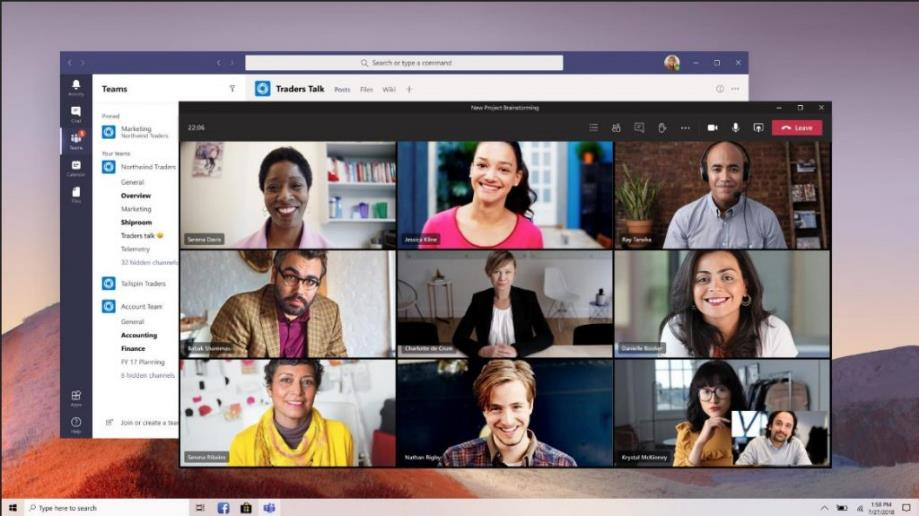 Search or type a command
Activity
Chat
Teams
Calendar
Files
Apps
Help
Teams
Pinned
Marketing
Northwind Traders
Your teams
Northwind Traders
General
Overview
Marketing
Shiproom
Traders talk 😄
Telemetry
32 hidden channels
Tailspin Traders
Account Team
General
Accounting
Finance
FY 17 Planning
6 hidden channels
Join or create a tea
Traders Talk Posts Files Wiki
New Project Brainstorming
22:06
Leave
Serena Davis
Jessica Kline
Ray Tanaka
Babak Shammas
Charlotte de Crum
Danielle Booker
Serena Ribeiro
Nathan Rigby
Krystal McKinney
Type here to search
1:58 PM
7/27/2018